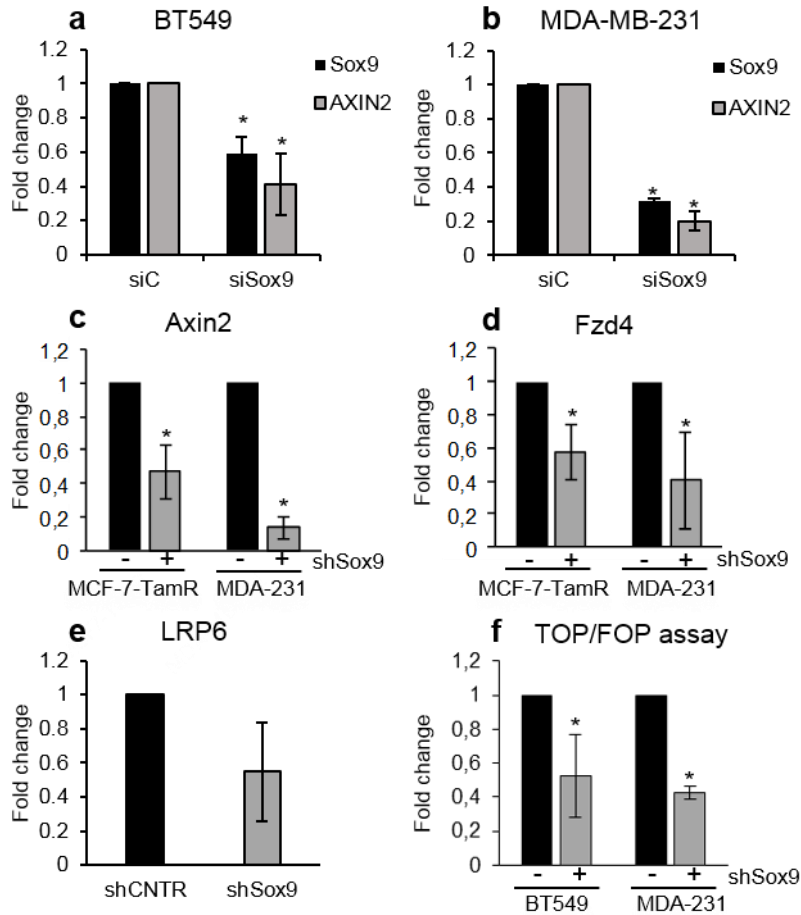 a BT549
1.2
1
0.8
0.6
0.4
0.2
0
Fold change
Sox9
AXIN2
* *
siC siSox9
b MDA-MB-231
1.2
1
0.8
0.6
0.4
0.2
0
Fold change
Sox9
AXIN2
* *
siC siSox9
c Axin2
1,2
1
0,8
0,6
0,4
0,2
0
Fold change
* *
- + - + shSox9
MCF-7-TamR MDA-231
d Fzd4
1,2
1
0,8
0,6
0,4
0,2
0
Fold change
* *
- + - + shSox9
MCF-7-TamR MDA-231
e LRP6
1.2
1
0.8
0.6
0.4
0.2
0
Fold change
shCNTR shSox9
f TOP/FOP assay
1,2
1
0,8
0,6
0,4
0,2
0
Fold change
* *
- + - + shSox9
BT549 MDA-231